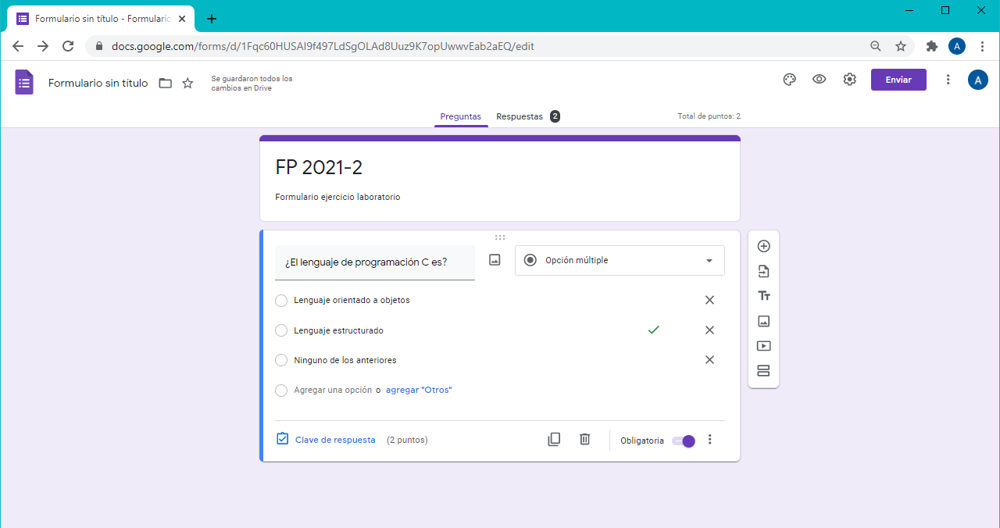 Formulario sin título - Formulario
docs.google.com/forms/d/1Fqc60HUSAI9f497LdSgOLAd8Uuz9K7opUwwvEab2aEQ/edit
A
Formulario sin título
Se guardaron todos los
cambios en Drive
Enviar
A
Preguntas
Respuestas 2
Total de puntos: 2
FP 2021-2
Formulario ejercicio laboratorio
¿El lenguaje de programación C es?
Opción múltiple
Lenguaje orientado a objetos
Lenguaje estructurado
Ninguno de los anteriores
Agregar una opción o agregar "Otros"
Clave de respuesta (2 puntos)
Obligatoria
Tt